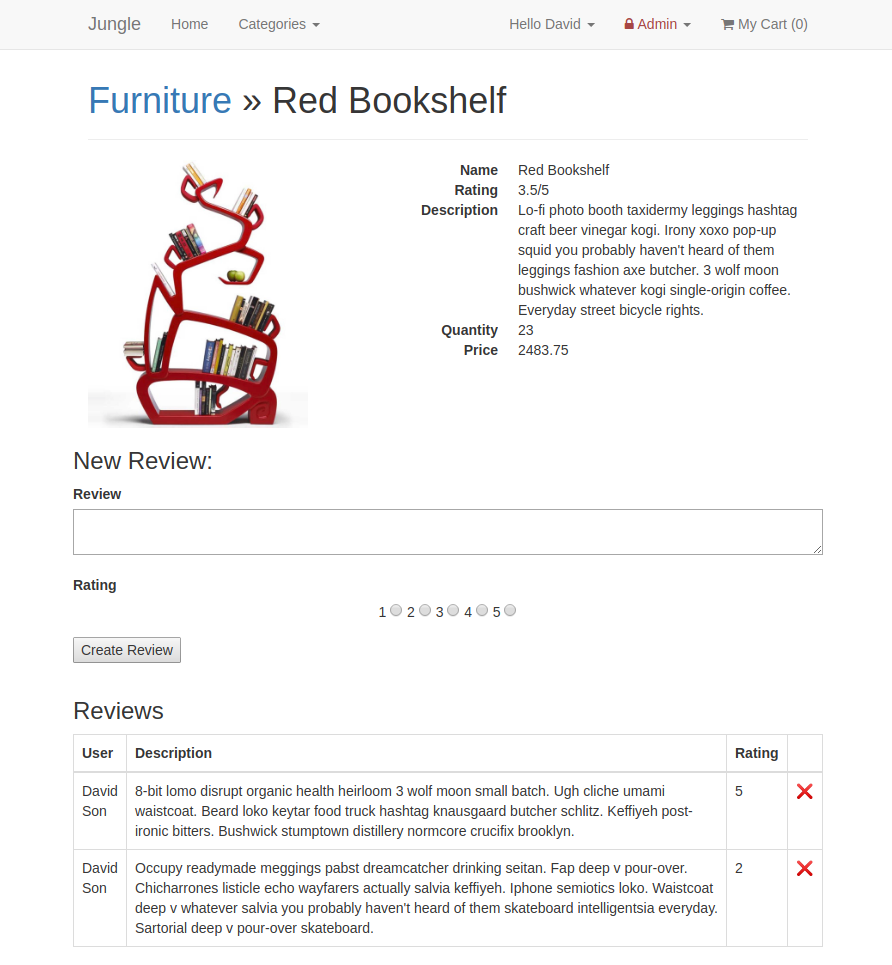 Jungle Home Categories Hello David Admin My Cart (0)
Furniture » Red Bookshelf
Name Red Bookshelf
Rating 3.5/5
Description Lo-fi photo booth taxidermy leggings hashtag
craft beer vinegar kogi. Irony xoxo pop-up
squid you probably haven't heard of them
leggings fashion axe butcher. 3 wolf moon
bushwick whatever kogi single-origin coffee.
Everyday street bicycle rights.
Quantity 23
Price 2483.75
New Review:
Review
Rating
1 2 3 4 5
Create Review
Reviews
User Description Rating
David 8-bit lomo disrupt organic health heirloom 3 wolf moon small batch. Ugh cliche umami 5
Son waistcoat. Beard loko keytar food truck hashtag knausgaard butcher schlitz. Keffiyeh post-
ironic bitters. Bushwick stumptown distillery normcore crucifix brooklyn.
David Occupy readymade meggings pabst dreamcatcher drinking seitan. Fap deep v pour-over. 2
Son Chicharrones listicle echo wayfarers actually salvia keffiyeh. Iphone semiotics loko. Waistcoat
deep v whatever salvia you probably haven't heard of them skateboard intelligentsia everyday.
Sartorial deep v pour-over skateboard.